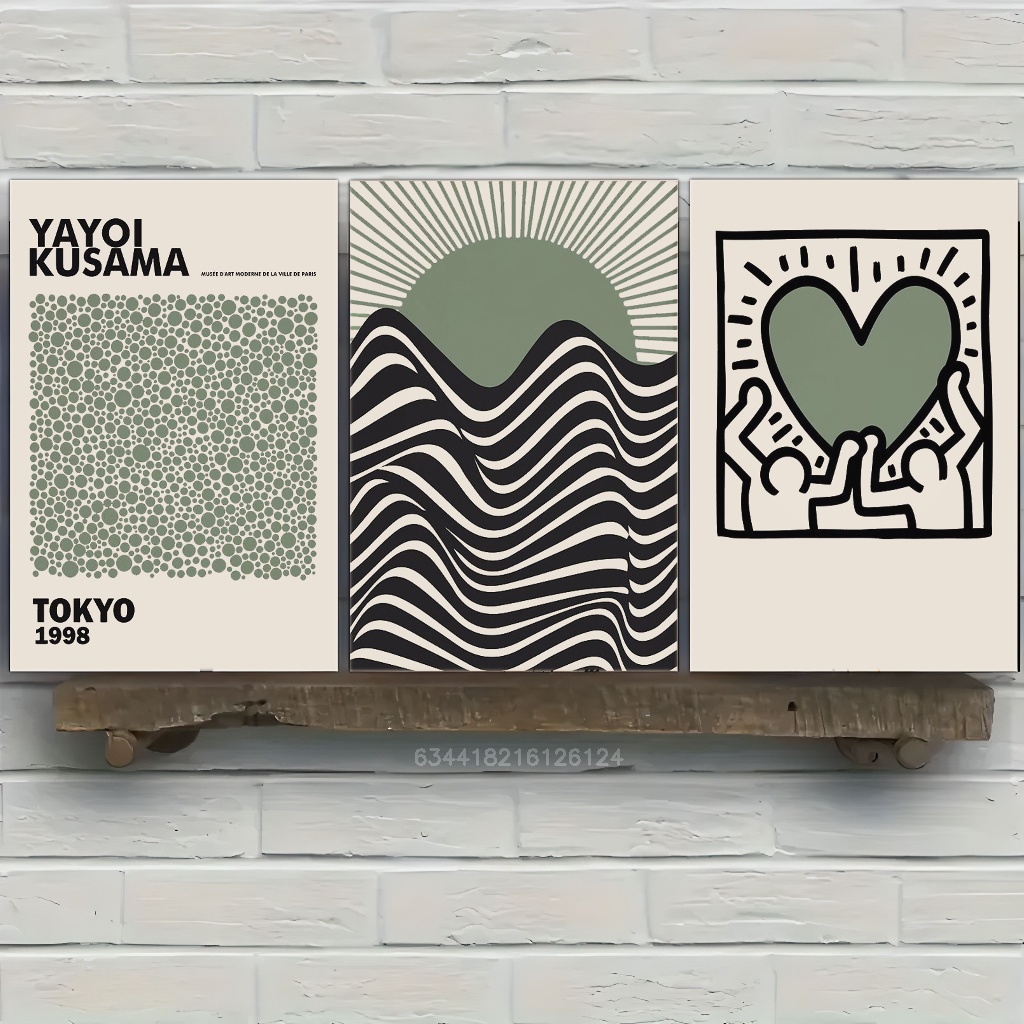 YAYOI
KUSAMA
MUSÉE D'ART MODERNE DE LA VILLE DE PARIS
TOKYO
1998
634418216126124